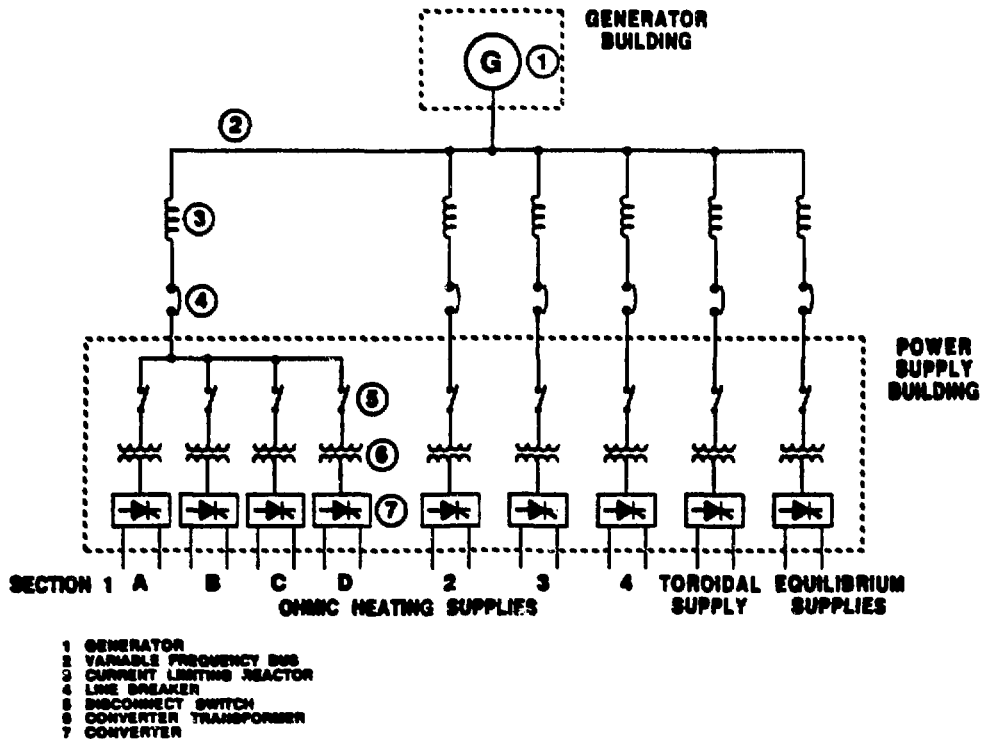 GENERATOR
BUILDING
G
1
2
3
4
POWER
SUPPLY
BUILDING
5
6
7
SECTION 1 A B C D 2 3 4 TOROIDAL EQUILIBRIUM
OHMIC HEATING SUPPLIES SUPPLY SUPPLIES
1 GENERATOR
2 VARIABLE FREQUENCY BUS
3 CURRENT LIMITING REACTOR
4 LINE BREAKER
5 DISCONNECT SWITCH
6 CONVERTER TRANSFORMER
7 CONVERTER